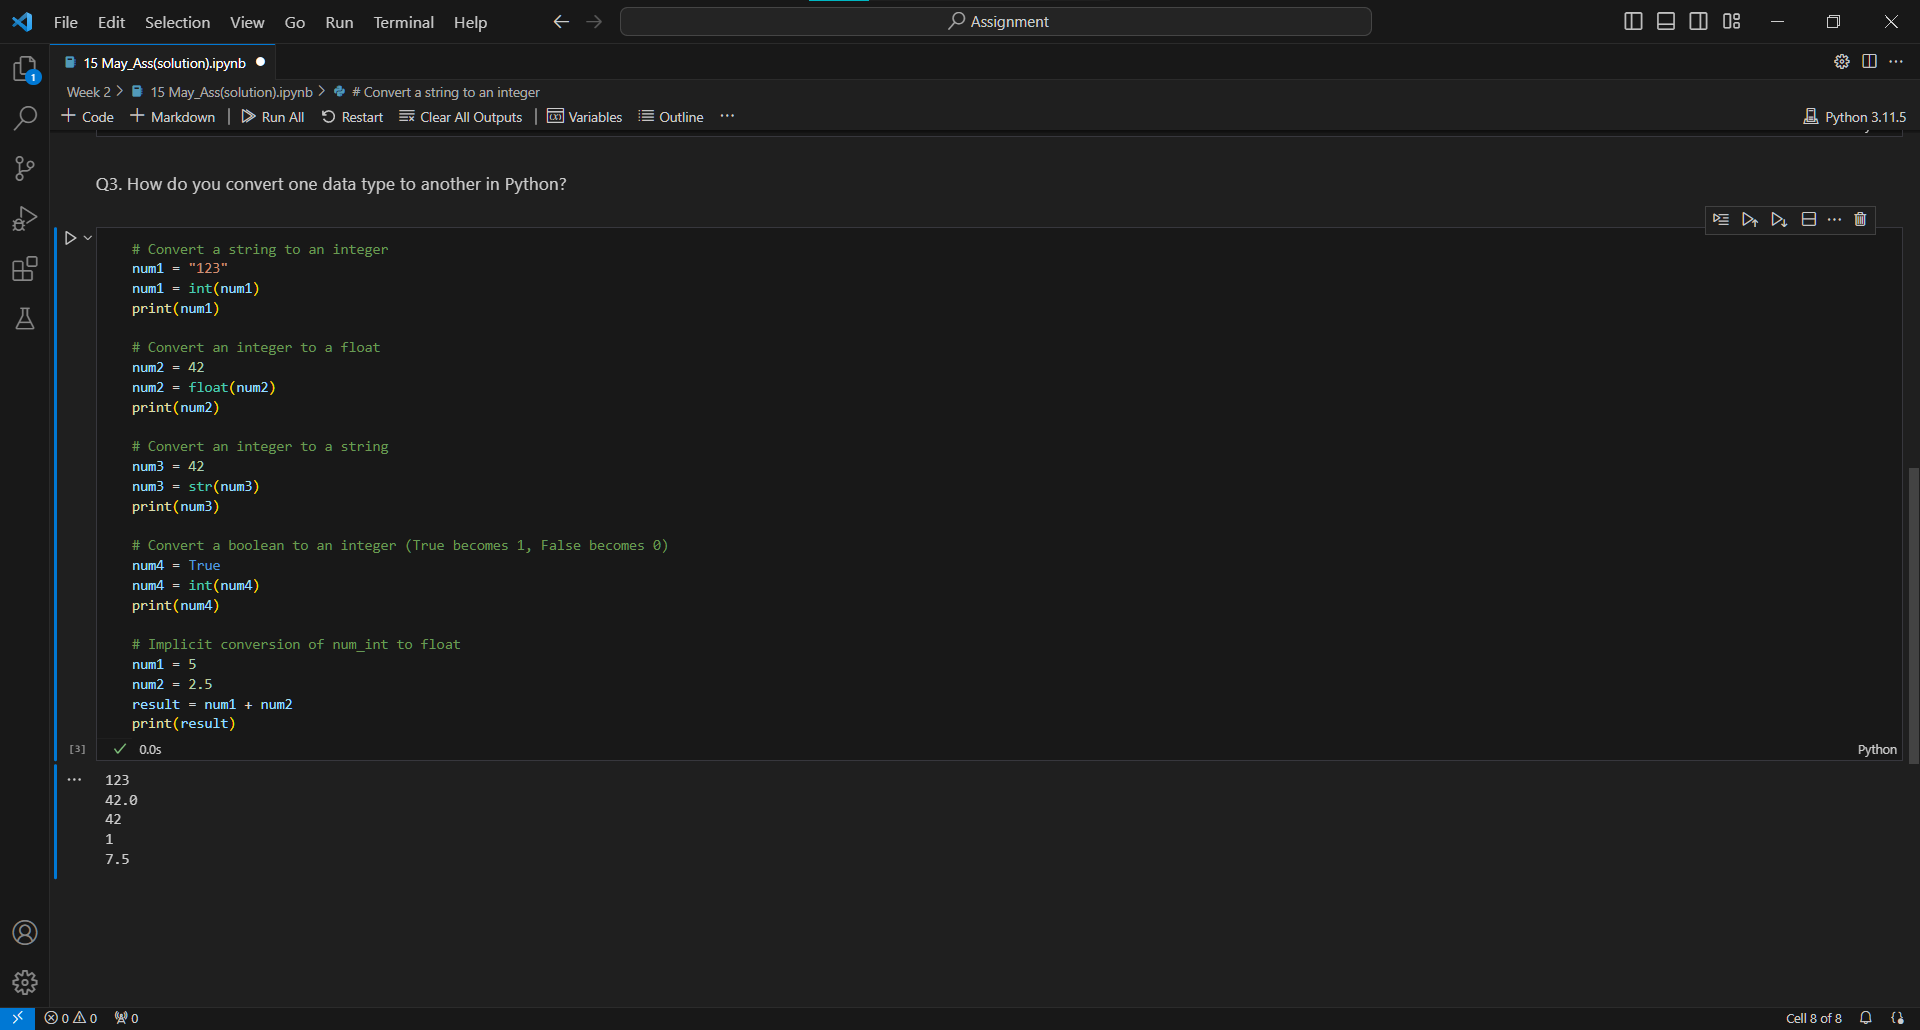 File Edit Selection View Go Run Terminal Help
Assignment
15 May_Ass(solution).ipynb
Week 2 > 15 May_Ass(solution).ipynb > # Convert a string to an integer
+ Code + Markdown | Run All Restart Clear All Outputs | Variables Outline ···
Python 3.11.5
Q3. How do you convert one data type to another in Python?
# Convert a string to an integer
num1 = "123"
num1 = int(num1)
print(num1)
# Convert an integer to a float
num2 = 42
num2 = float(num2)
print(num2)
# Convert an integer to a string
num3 = 42
num3 = str(num3)
print(num3)
# Convert a boolean to an integer (True becomes 1, False becomes 0)
num4 = True
num4 = int(num4)
print(num4)
# Implicit conversion of num_int to float
num1 = 5
num2 = 2.5
result = num1 + num2
print(result)
[3] 0.0s Python
123
42.0
42
1
7.5
0 0 0 Cell 8 of 8
1